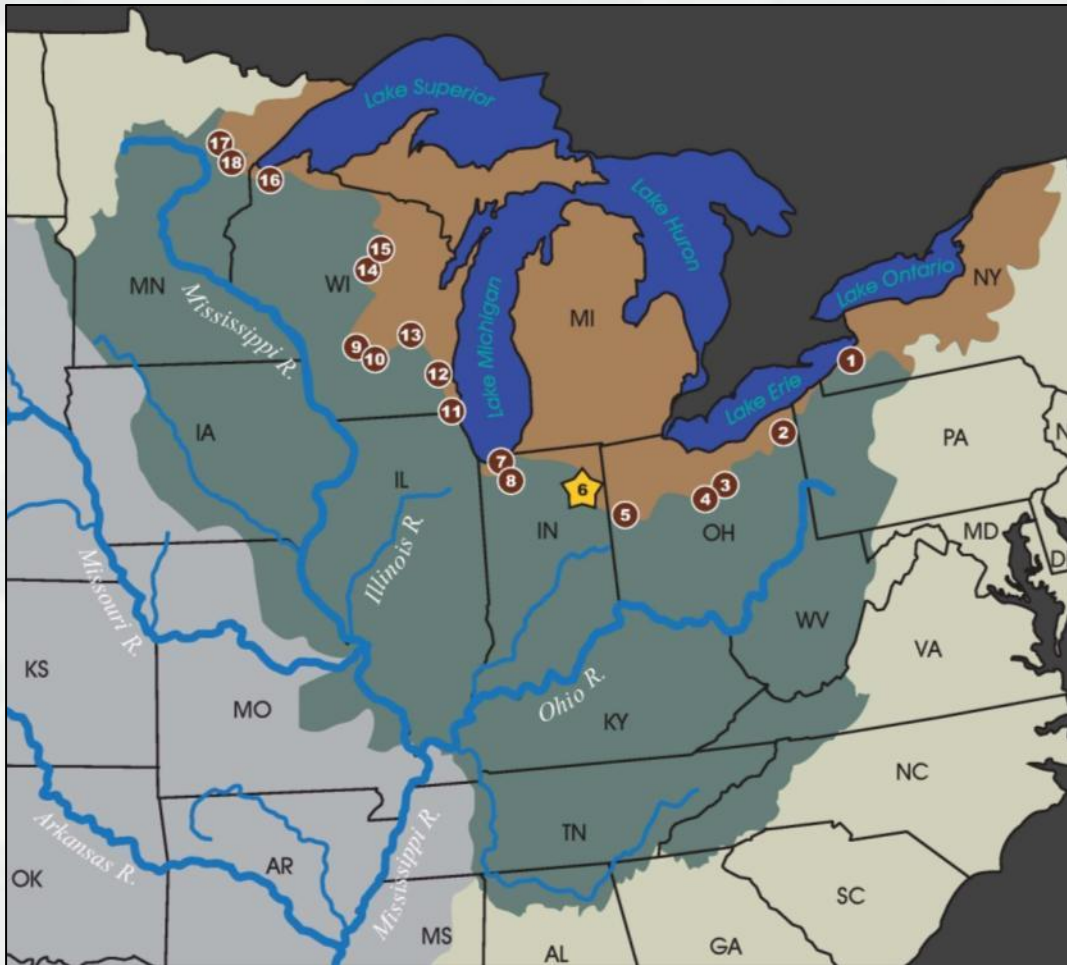 Lake Superior
17
18
16
Lake Huron
15
14
MN
WI
Lake Ontario
NY
Mississippi R.
Lake Michigan
MI
13
9
10
1
12
Lake Erie
11
2
PA
N
IA
IL
7
8
6
3
4
5
IN
OH
MD
D
Illinois R.
Missouri R.
WV
VA
KS
MO
Ohio R.
KY
NC
TN
Arkansas R.
AR
Mississippi R.
OK
SC
MS
AL
GA